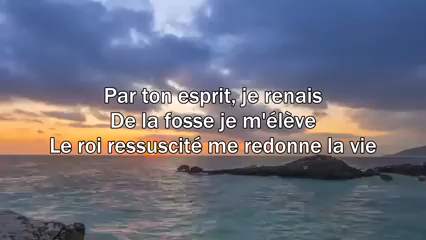 Par ton esprit, je renais
De la fosse je m'élève
Le roi ressuscité me redonne la vie